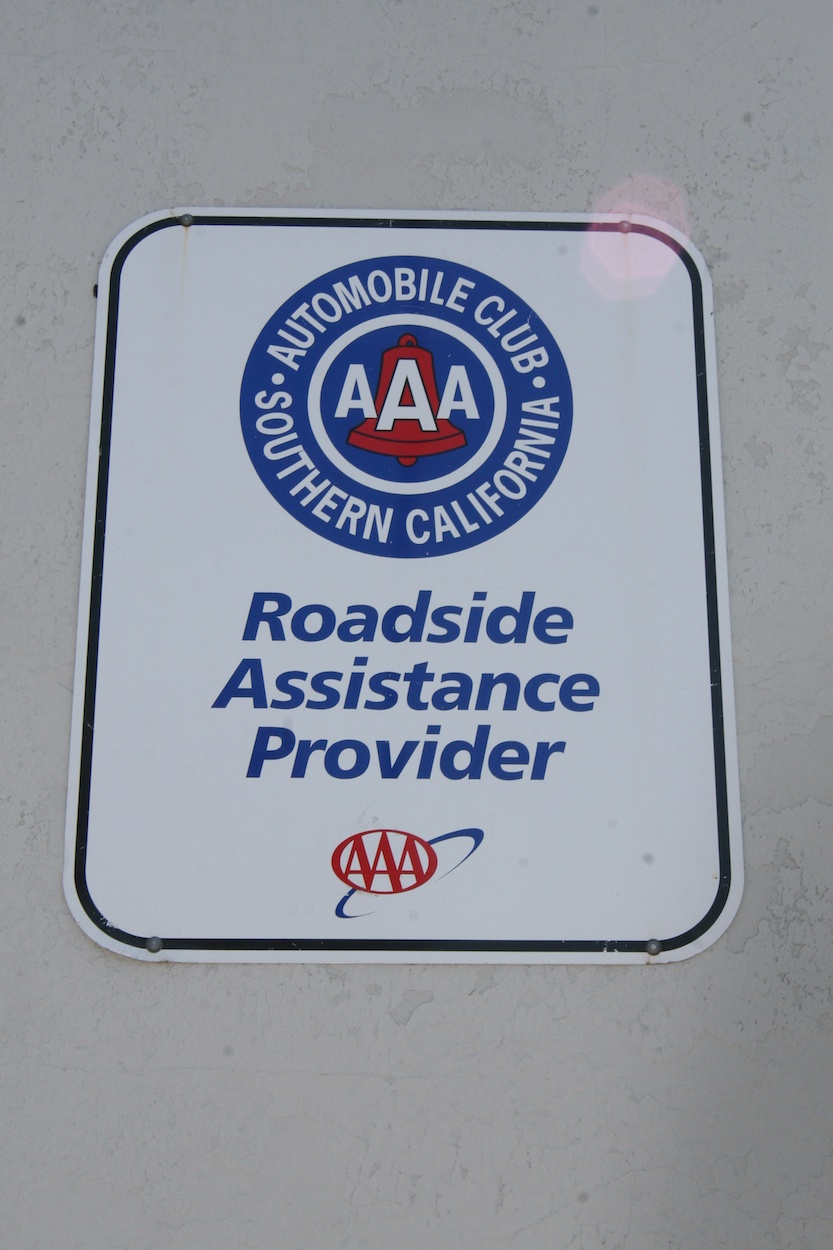 AUTOMOBILE CLUB
AAA
SOUTHERN CALIFORNIA
Roadside
Assistance
Provider
AAA